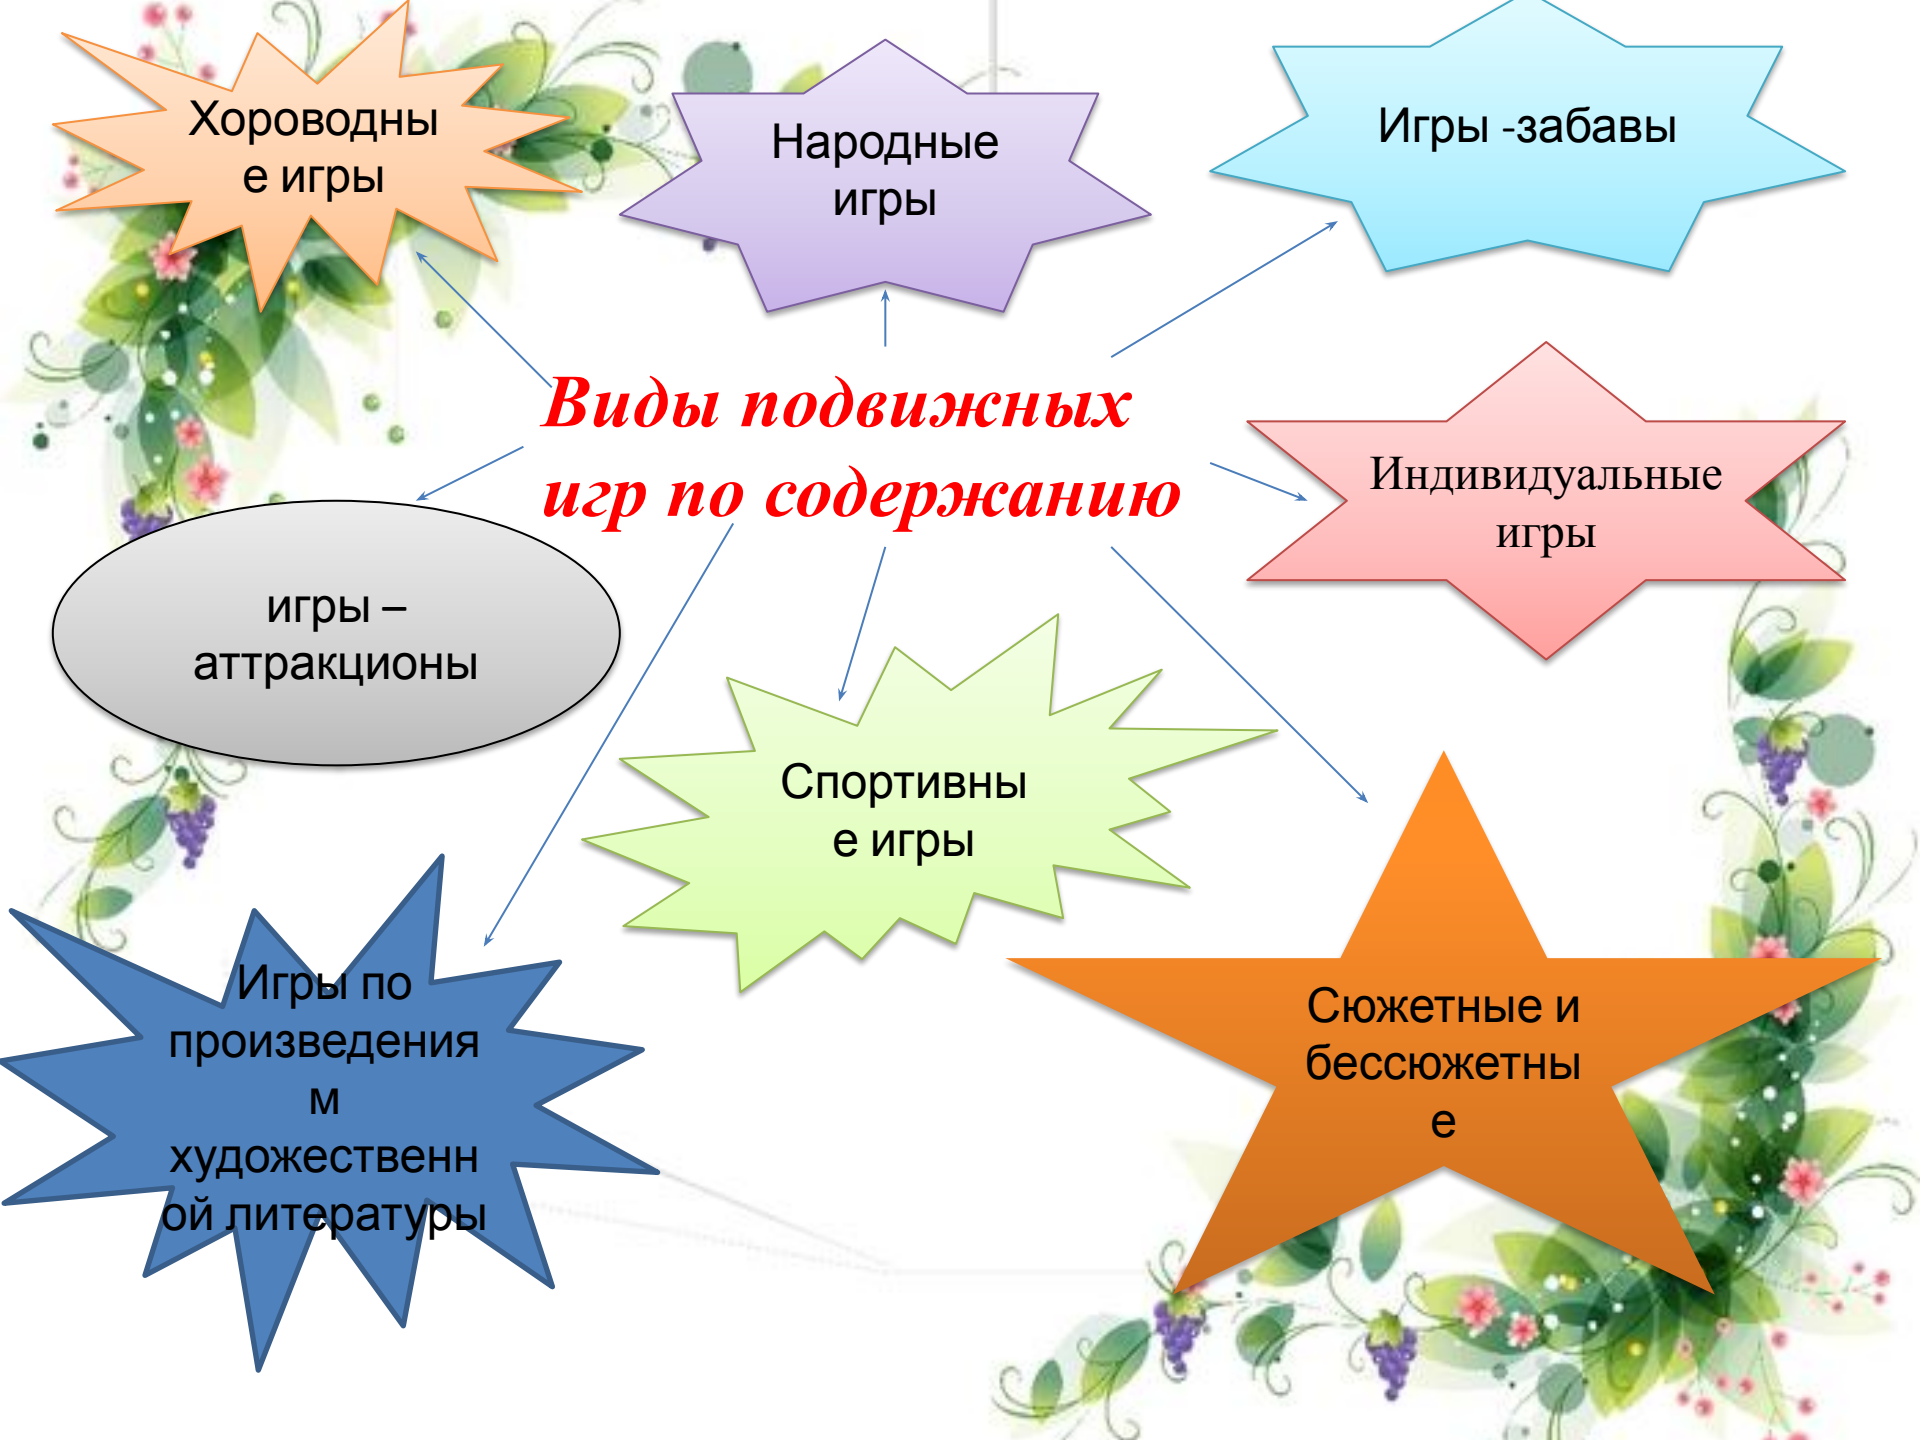 Хороводны
е игры
Народные
игры
Игры -забавы
Виды подвижных
игр по содержанию
Индивидуальные
игры
игры –
аттракционы
Спортивны
е игры
Игры по
произведения
м
художественн
ой литературы
Сюжетные и
бессюжетны
е